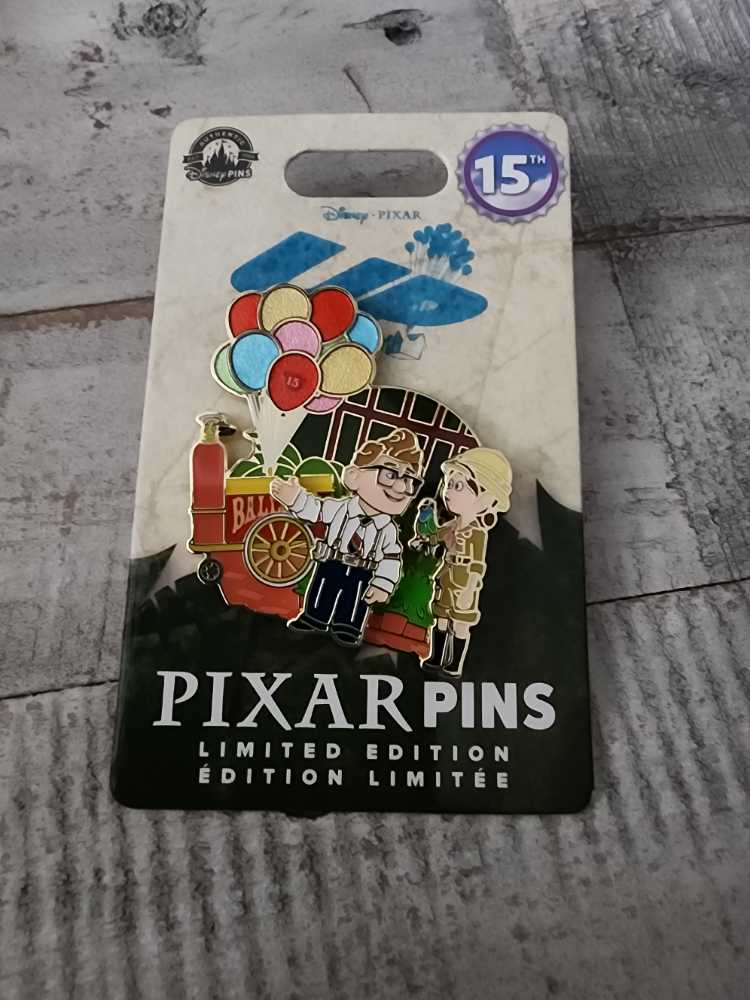 AUTHENTIC
Disney PINS
15TH
Disney · PIXAR
15
BALL
PIXAR PINS
LIMITED EDITION
ÉDITION LIMITÉE